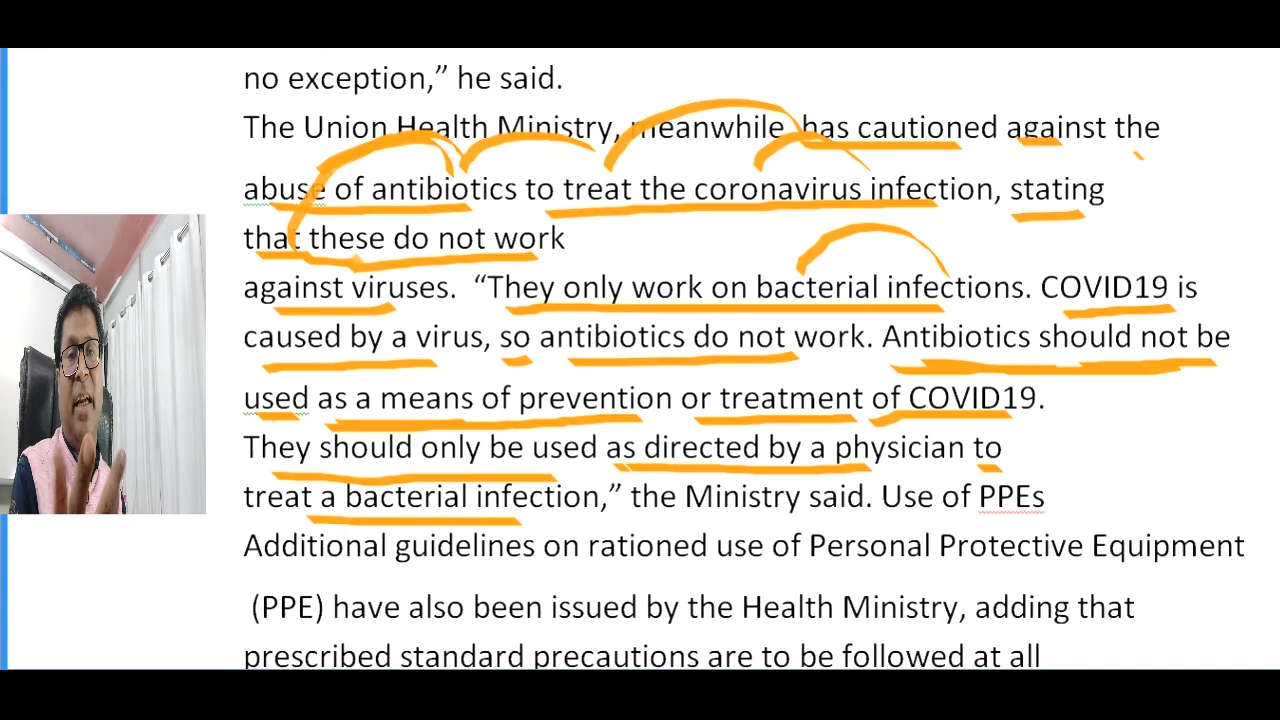 no exception,” he said.
The Union Health Ministry, meanwhile, has cautioned against the
abuse of antibiotics to treat the coronavirus infection, stating
that these do not work
against viruses. “They only work on bacterial infections. COVID19 is
caused by a virus, so antibiotics do not work. Antibiotics should not be
used as a means of prevention or treatment of COVID19.
They should only be used as directed by a physician to
treat a bacterial infection,” the Ministry said. Use of PPEs
Additional guidelines on rationed use of Personal Protective Equipment
(PPE) have also been issued by the Health Ministry, adding that
prescribed standard precautions are to be followed at all